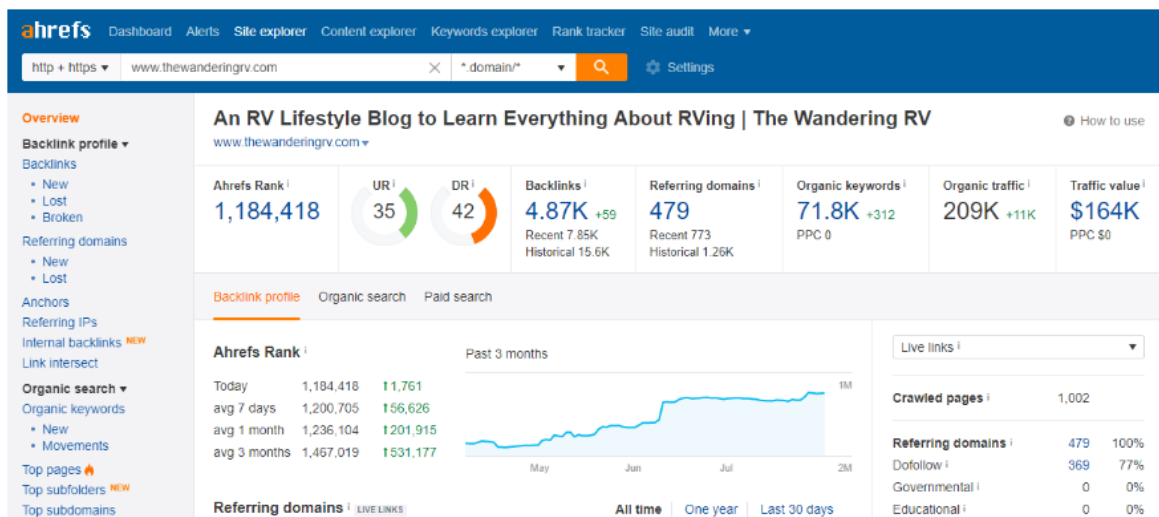 ahrefs Dashboard Alerts Site explorer Content explorer Keywords explorer Rank tracker Site audit More ▾
http + https ▾ www.thewanderingrv.com × *.domain/* ▾ Settings
Overview
Backlink profile ▾
Backlinks
• New
• Lost
• Broken
Referring domains
• New
• Lost
Anchors
Referring IPs
Internal backlinks NEW
Link intersect
Organic search ▾
Organic keywords
• New
• Movements
Top pages
Top subfolders NEW
Top subdomains
An RV Lifestyle Blog to Learn Everything About RVing | The Wandering RV
How to use
www.thewanderingrv.com ▾
Ahrefs Rank i
1,184,418
UR i
35
DR i
42
Backlinks i
4.87K +59
Recent 7.85K
Historical 15.6K
Referring domains i
479
Recent 773
Historical 1.26K
Organic keywords i
71.8K +312
PPC 0
Organic traffic i
209K +11K
Traffic value i
$164K
PPC $0
Backlink profile Organic search Paid search
Ahrefs Rank i
Past 3 months
Today 1,184,418 ↑1,761
avg 7 days 1,200,705 ↑56,626
avg 1 month 1,236,104 ↑201,915
avg 3 months 1,467,019 ↑531,177
1M
May Jun Jul 2M
Referring domains i LIVE LINKS
All time One year Last 30 days
Live links i ▾
Crawled pages i 1,002
Referring domains i 479 100%
Dofollow i 369 77%
Governmental i 0 0%
Educational i 0 0%